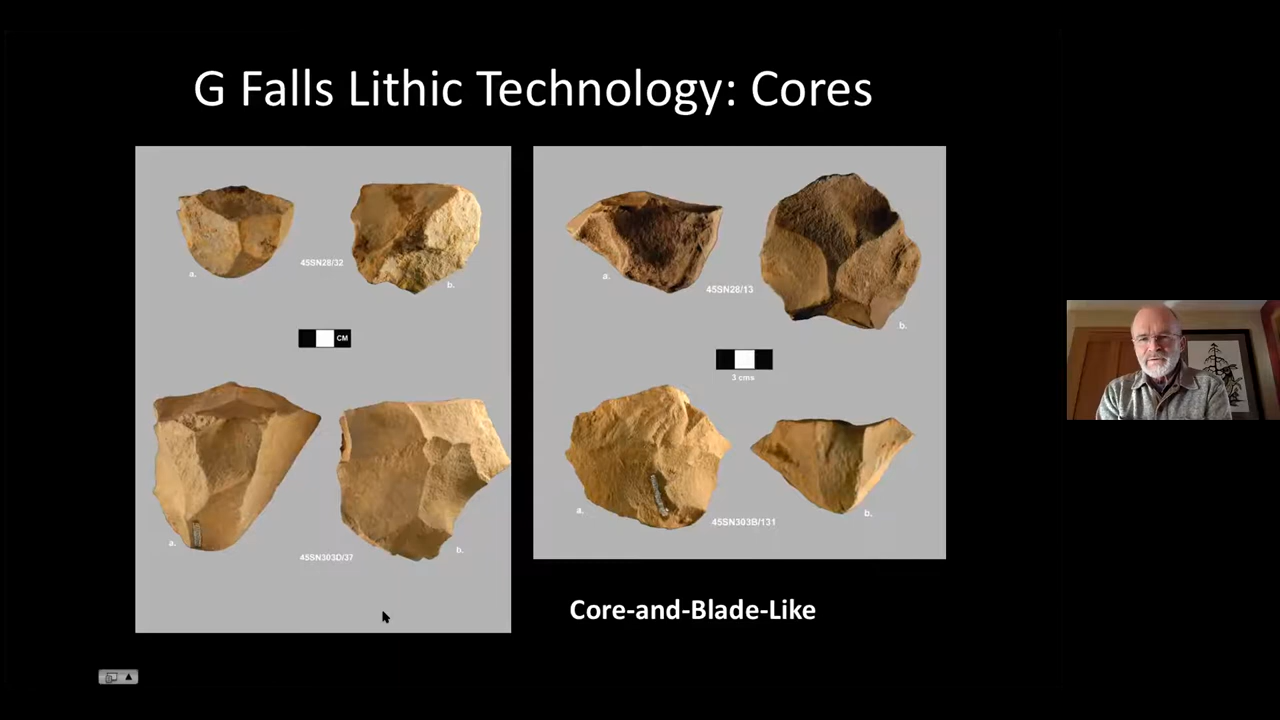 G Falls Lithic Technology: Cores
a.
45SN28/32
b.
CM
a.
45SN303D/37
b.
a.
45SN28/13
b.
3 cms
a.
45SN303B/131
b.
Core-and-Blade-Like